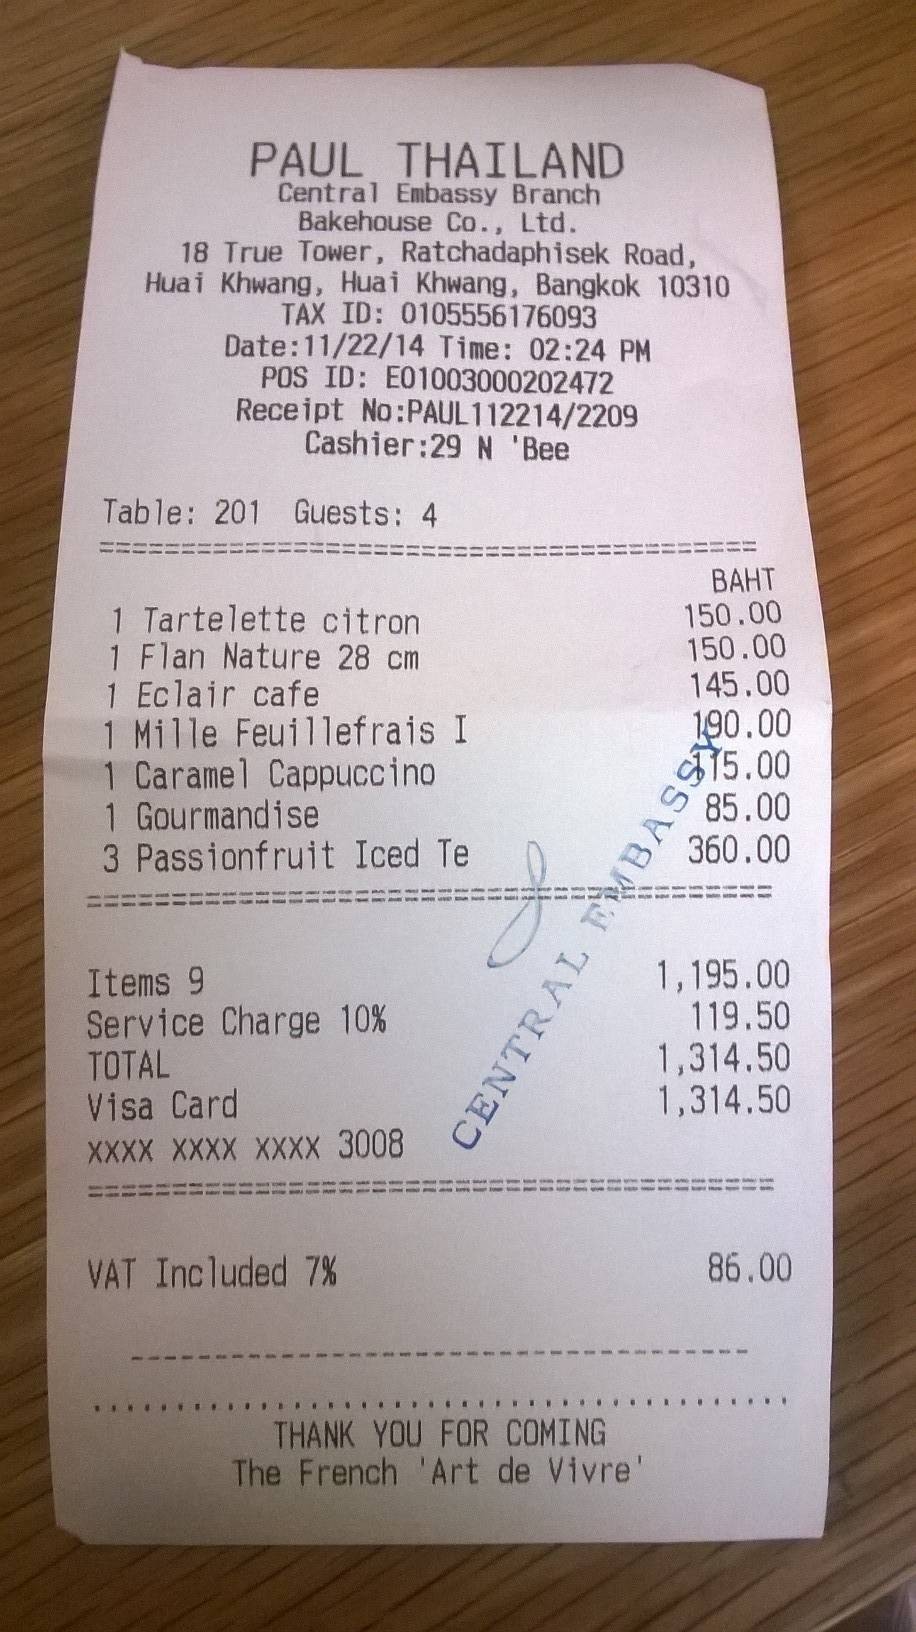 PAUL THAILAND
Central Embassy Branch
Bakehouse Co., Ltd.
18 True Tower, Ratchadaphisek Road,
Huai Khwang, Huai Khwang, Bangkok 10310
TAX ID: 0105556176093
Date:11/22/14 Time: 02:24 PM
POS ID: E01003000202472
Receipt No:PAUL112214/2209
Cashier:29 N 'Bee
Table: 201 Guests: 4
BAHT
1 Tartelette citron 150.00
1 Flan Nature 28 cm 150.00
1 Eclair cafe 145.00
1 Mille Feuillefrais I 190.00
1 Caramel Cappuccino 115.00
1 Gourmandise 85.00
3 Passionfruit Iced Te 360.00
CENTRAL EMBASSY
Items 9 1,195.00
Service Charge 10% 119.50
TOTAL 1,314.50
Visa Card 1,314.50
xxxx xxxx xxxx 3008
VAT Included 7% 86.00
THANK YOU FOR COMING
The French 'Art de Vivre'